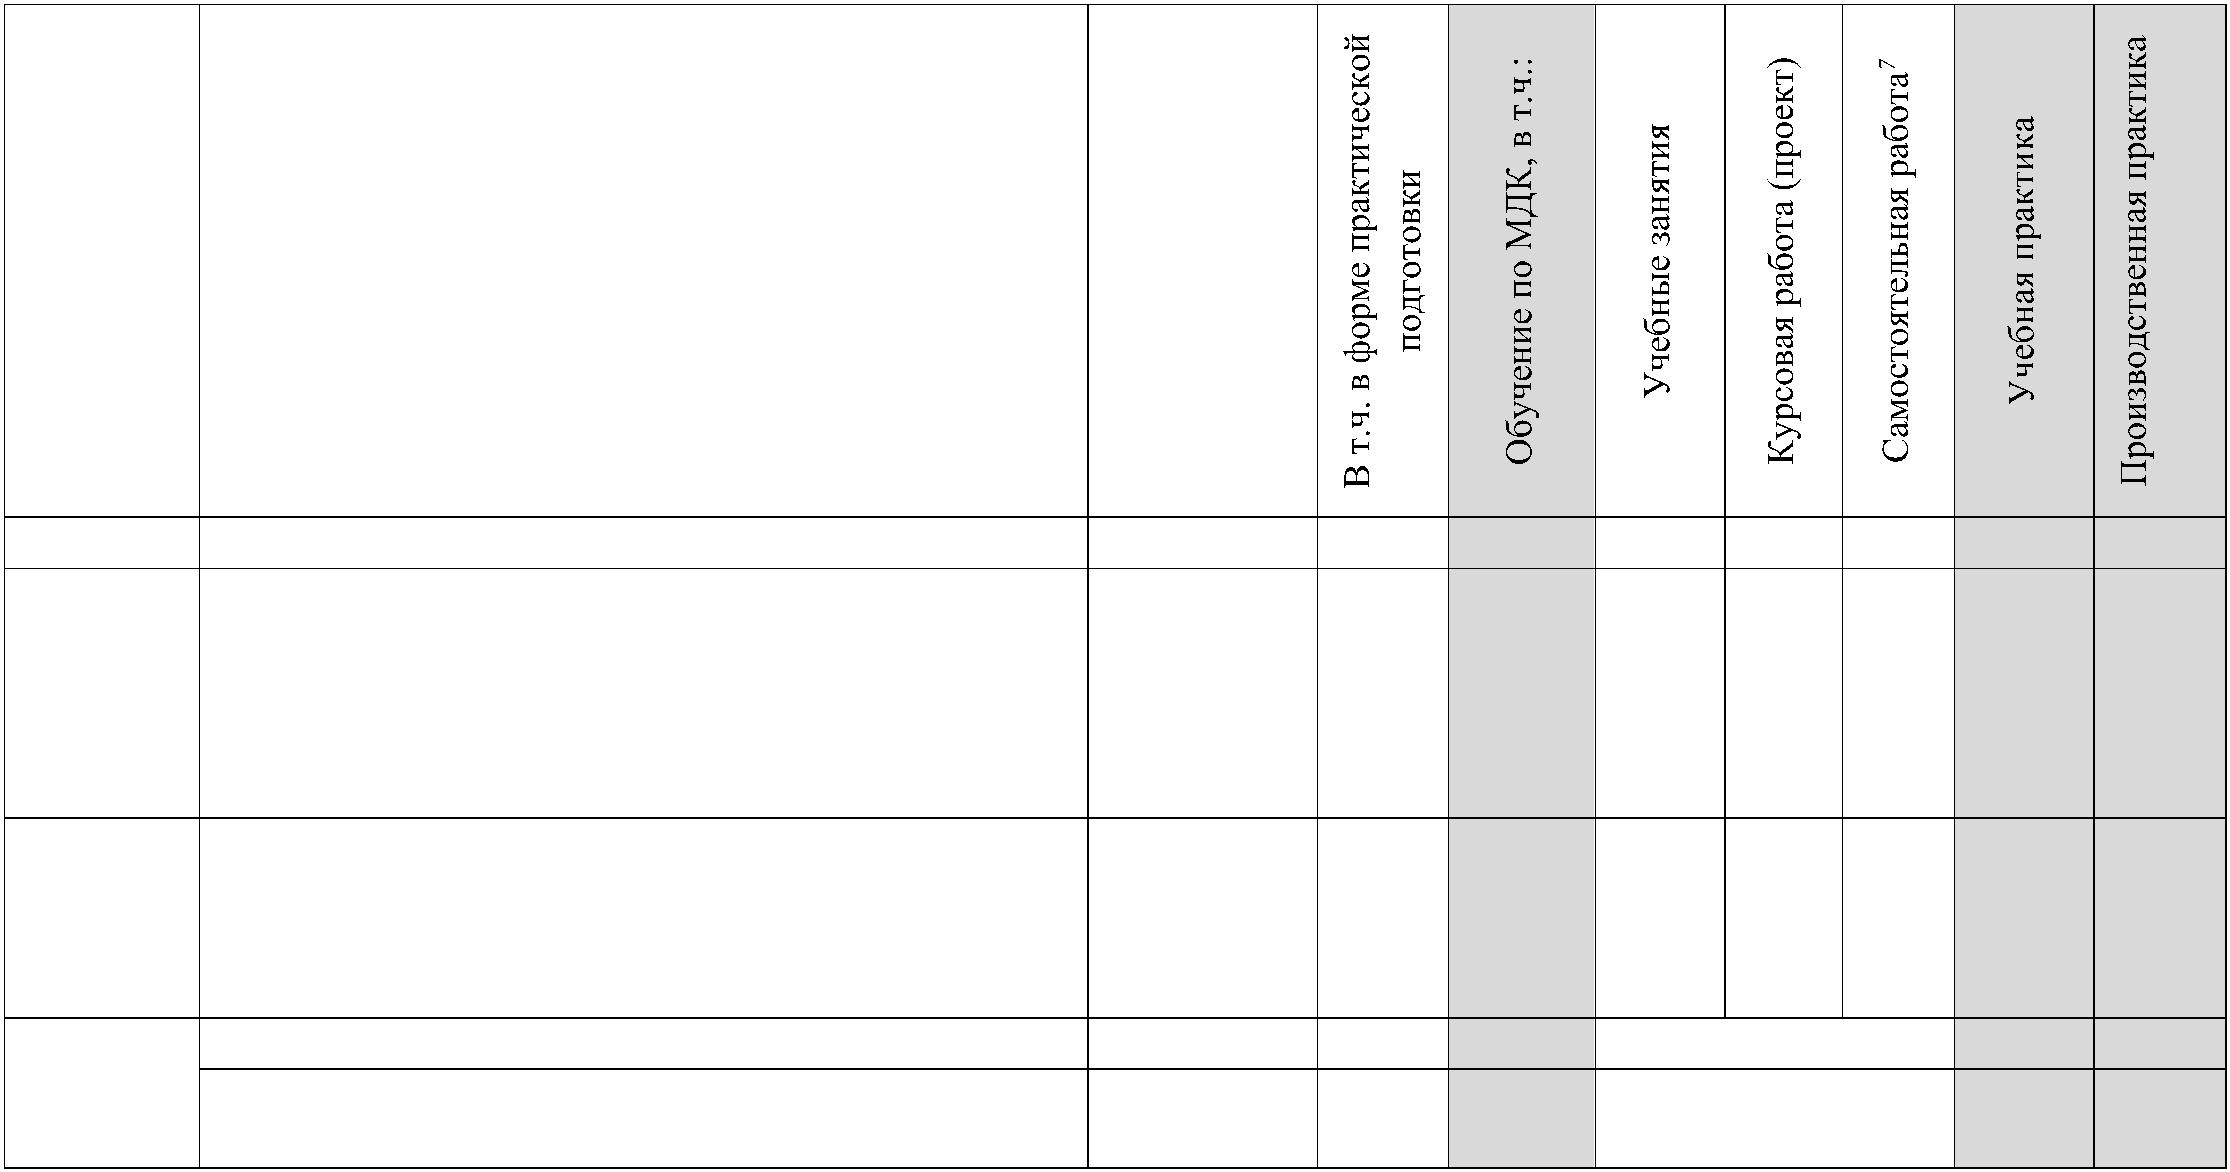 В т.ч. в форме практической
подготовки
Обучение по МДК, в т.ч.:
Учебные занятия
Курсовая работа (проект)
Самостоятельная работа⁷
Учебная практика
Производственная практика